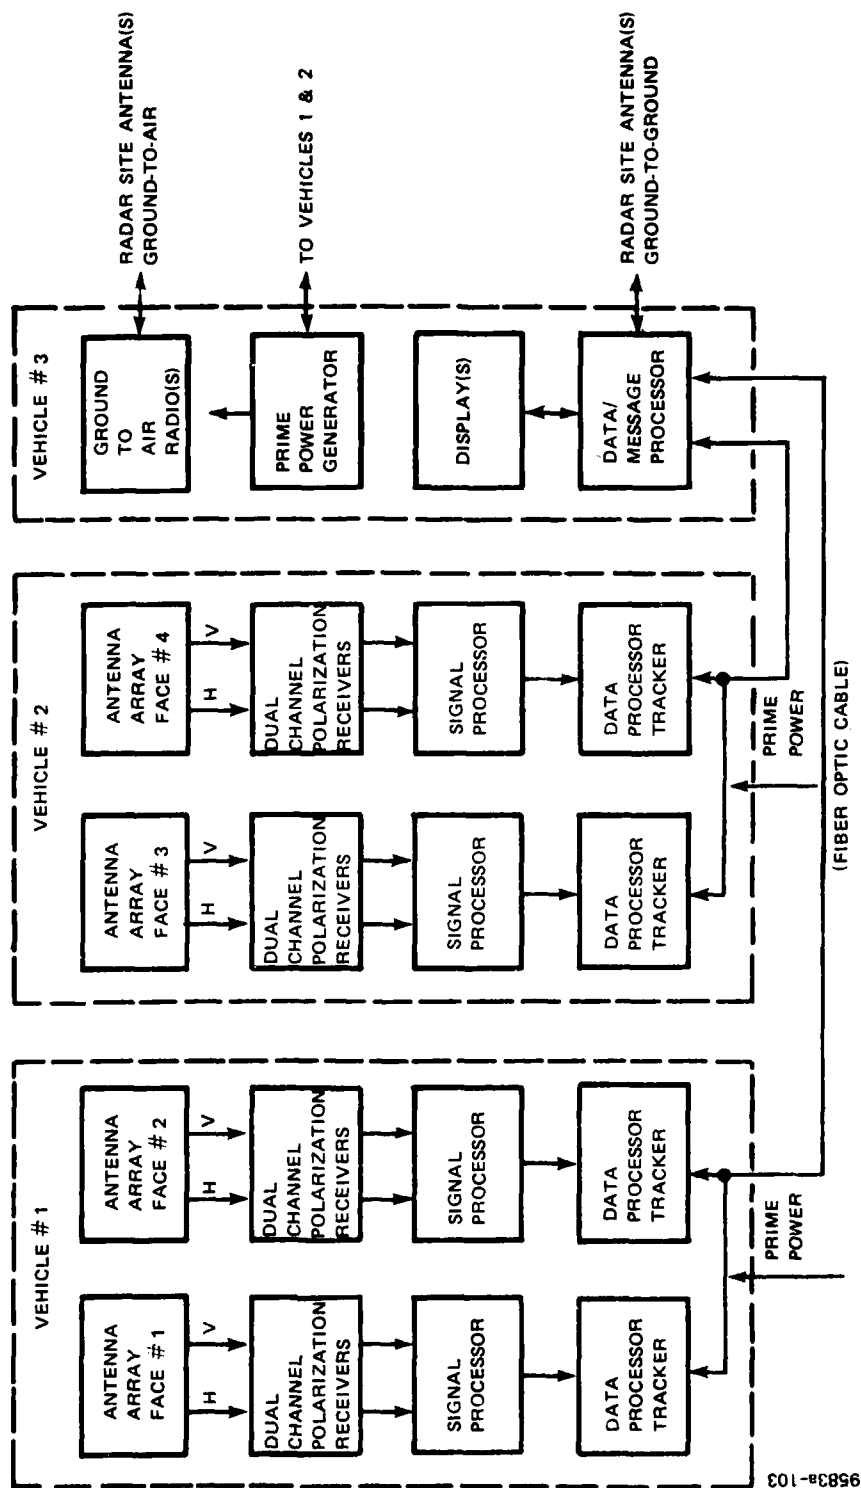 VEHICLE #1
ANTENNA
ARRAY
FACE #1
H
V
DUAL
CHANNEL
POLARIZATION
RECEIVERS
SIGNAL
PROCESSOR
DATA
PROCESSOR
TRACKER
ANTENNA
ARRAY
FACE #2
H
V
DUAL
CHANNEL
POLARIZATION
RECEIVERS
SIGNAL
PROCESSOR
DATA
PROCESSOR
TRACKER
PRIME
POWER
VEHICLE #2
ANTENNA
ARRAY
FACE #3
H
V
DUAL
CHANNEL
POLARIZATION
RECEIVERS
SIGNAL
PROCESSOR
DATA
PROCESSOR
TRACKER
ANTENNA
ARRAY
FACE #4
H
V
DUAL
CHANNEL
POLARIZATION
RECEIVERS
SIGNAL
PROCESSOR
DATA
PROCESSOR
TRACKER
PRIME
POWER
(FIBER OPTIC CABLE)
VEHICLE #3
GROUND
TO
AIR
RADIO(S)
PRIME
POWER
GENERATOR
DISPLAY(S)
DATA/
MESSAGE
PROCESSOR
RADAR SITE ANTENNA(S)
GROUND-TO-AIR
TO VEHICLES 1 & 2
RADAR SITE ANTENNA(S)
GROUND-TO-GROUND
9583a-103